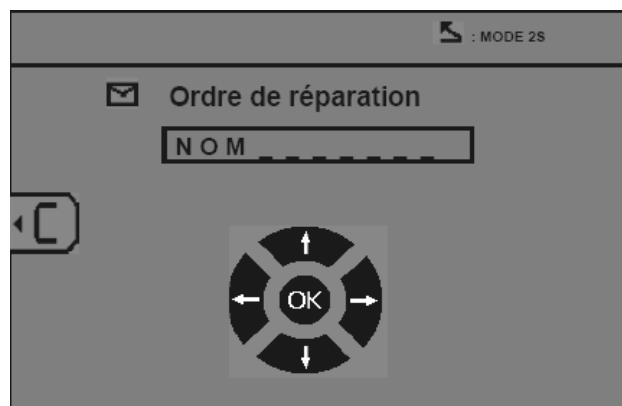 : MODE 2S
Ordre de réparation
NOM _ _ _ _ _ _ _
C
OK